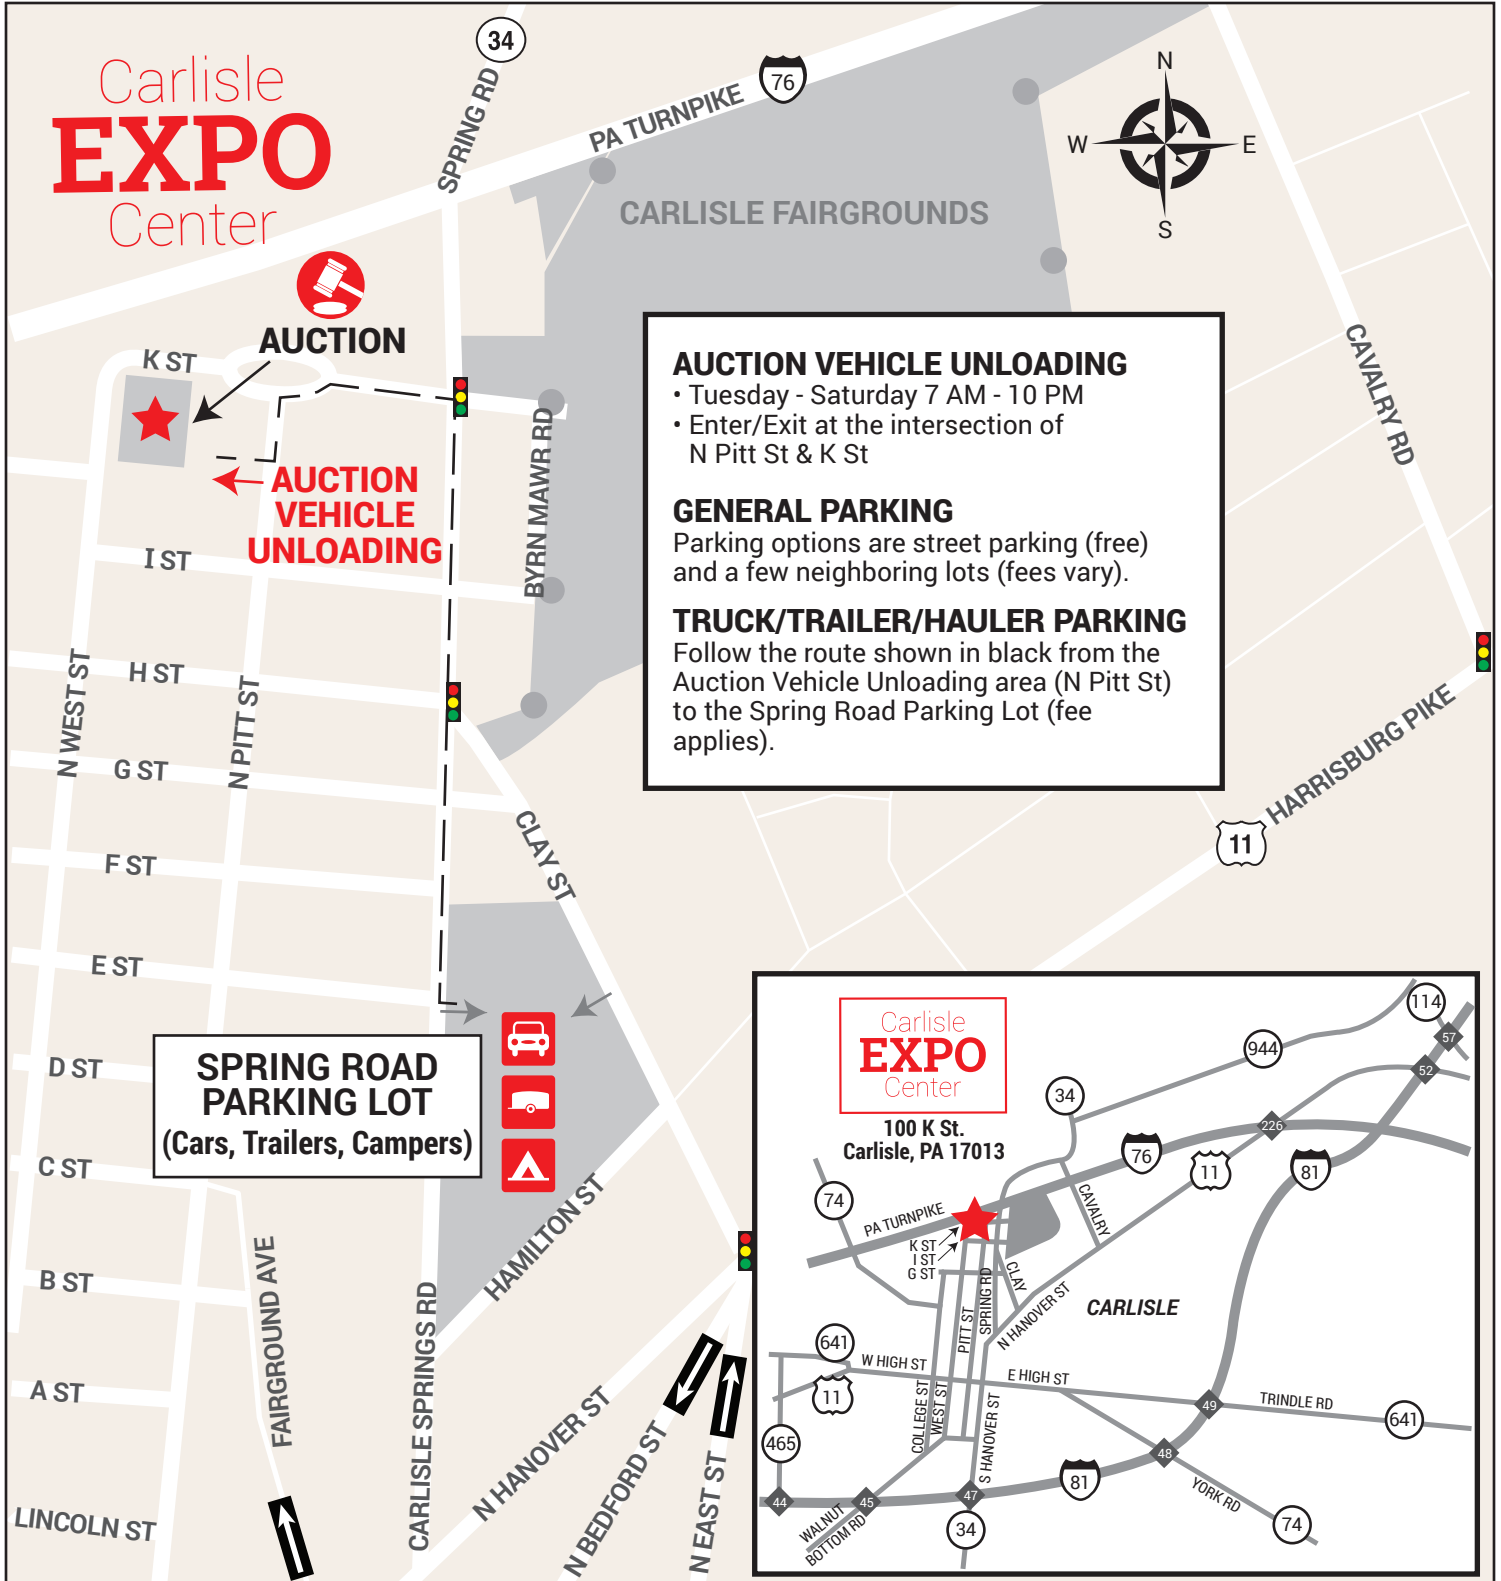 Carlisle
EXPO
Center
34
SPRING RD
PA TURNPIKE
76
CARLISLE FAIRGROUNDS
N
W
E
S
AUCTION
K ST
AUCTION
VEHICLE
UNLOADING
BYRN MAWR RD
CAVALRY RD
AUCTION VEHICLE UNLOADING
• Tuesday - Saturday 7 AM - 10 PM
• Enter/Exit at the intersection of
N Pitt St & K St
GENERAL PARKING
Parking options are street parking (free)
and a few neighboring lots (fees vary).
TRUCK/TRAILER/HAULER PARKING
Follow the route shown in black from the
Auction Vehicle Unloading area (N Pitt St)
to the Spring Road Parking Lot (fee
applies).
I ST
H ST
N WEST ST
N PITT ST
G ST
F ST
E ST
D ST
C ST
B ST
A ST
LINCOLN ST
CLAY ST
HARRISBURG PIKE
11
SPRING ROAD
PARKING LOT
(Cars, Trailers, Campers)
HAMILTON ST
FAIRGROUND AVE
CARLISLE SPRINGS RD
N HANOVER ST
N BEDFORD ST
N EAST ST
Carlisle
EXPO
Center
100 K St.
Carlisle, PA 17013
114
57
52
944
34
226
76
11
81
74
PA TURNPIKE
CAVALRY
K ST
I ST
G ST
CLAY
SPRING RD
PITT ST
N HANOVER ST
CARLISLE
641
W HIGH ST
11
E HIGH ST
COLLEGE ST
WEST ST
S HANOVER ST
49
TRINDLE RD
641
465
48
81
YORK RD
74
44
45
47
34
WALNUT
BOTTOM RD